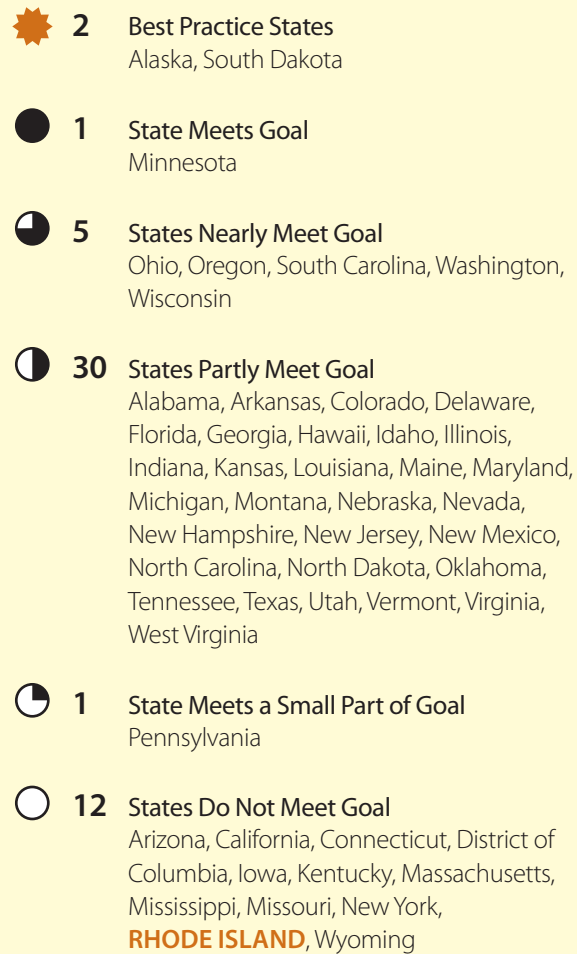 2 Best Practice States
Alaska, South Dakota
1 State Meets Goal
Minnesota
5 States Nearly Meet Goal
Ohio, Oregon, South Carolina, Washington,
Wisconsin
30 States Partly Meet Goal
Alabama, Arkansas, Colorado, Delaware,
Florida, Georgia, Hawaii, Idaho, Illinois,
Indiana, Kansas, Louisiana, Maine, Maryland,
Michigan, Montana, Nebraska, Nevada,
New Hampshire, New Jersey, New Mexico,
North Carolina, North Dakota, Oklahoma,
Tennessee, Texas, Utah, Vermont, Virginia,
West Virginia
1 State Meets a Small Part of Goal
Pennsylvania
12 States Do Not Meet Goal
Arizona, California, Connecticut, District of
Columbia, Iowa, Kentucky, Massachusetts,
Mississippi, Missouri, New York,
RHODE ISLAND, Wyoming